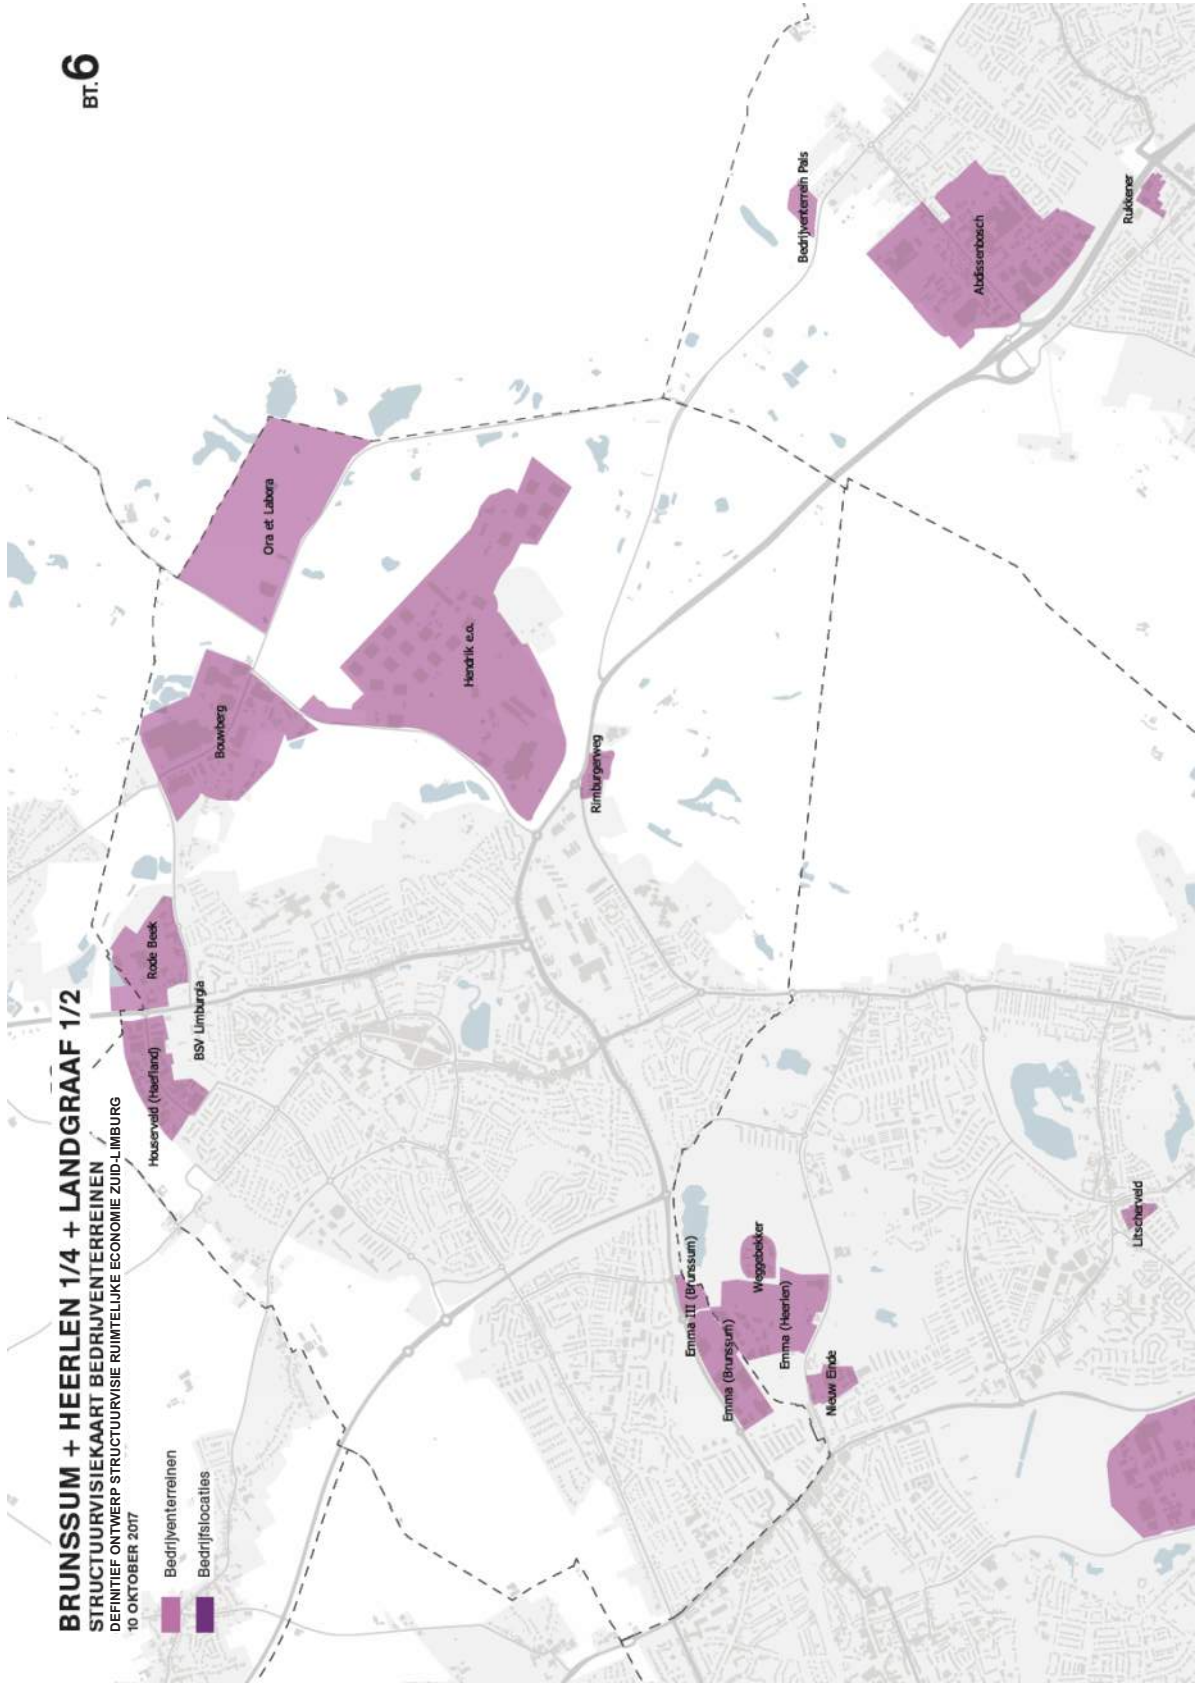 BT.6
BRUNSSUM + HEERLEN 1/4 + LANDGRAAF 1/2
STRUCTUURVISIEKAART BEDRIJVENTERREINEN
DEFINITIEF ONTWERP STRUCTUURVISIE RUIMTELIJKE ECONOMIE ZUID-LIMBURG
10 OKTOBER 2017
Bedrijventerreinen
Bedrijfslocaties
Houserveld (Haefland)
BSV Limburgia
Rode Beek
Bouwberg
Ora et Labora
Hendrik e.o.
Rimburgerweg
Bedrijventerrein Pals
Abdissenbosch
Rukkener
Emma III (Brunssum)
Emma (Brunssum)
Weggebekker
Emma (Heerlen)
Nieuw Einde
Litscherveld